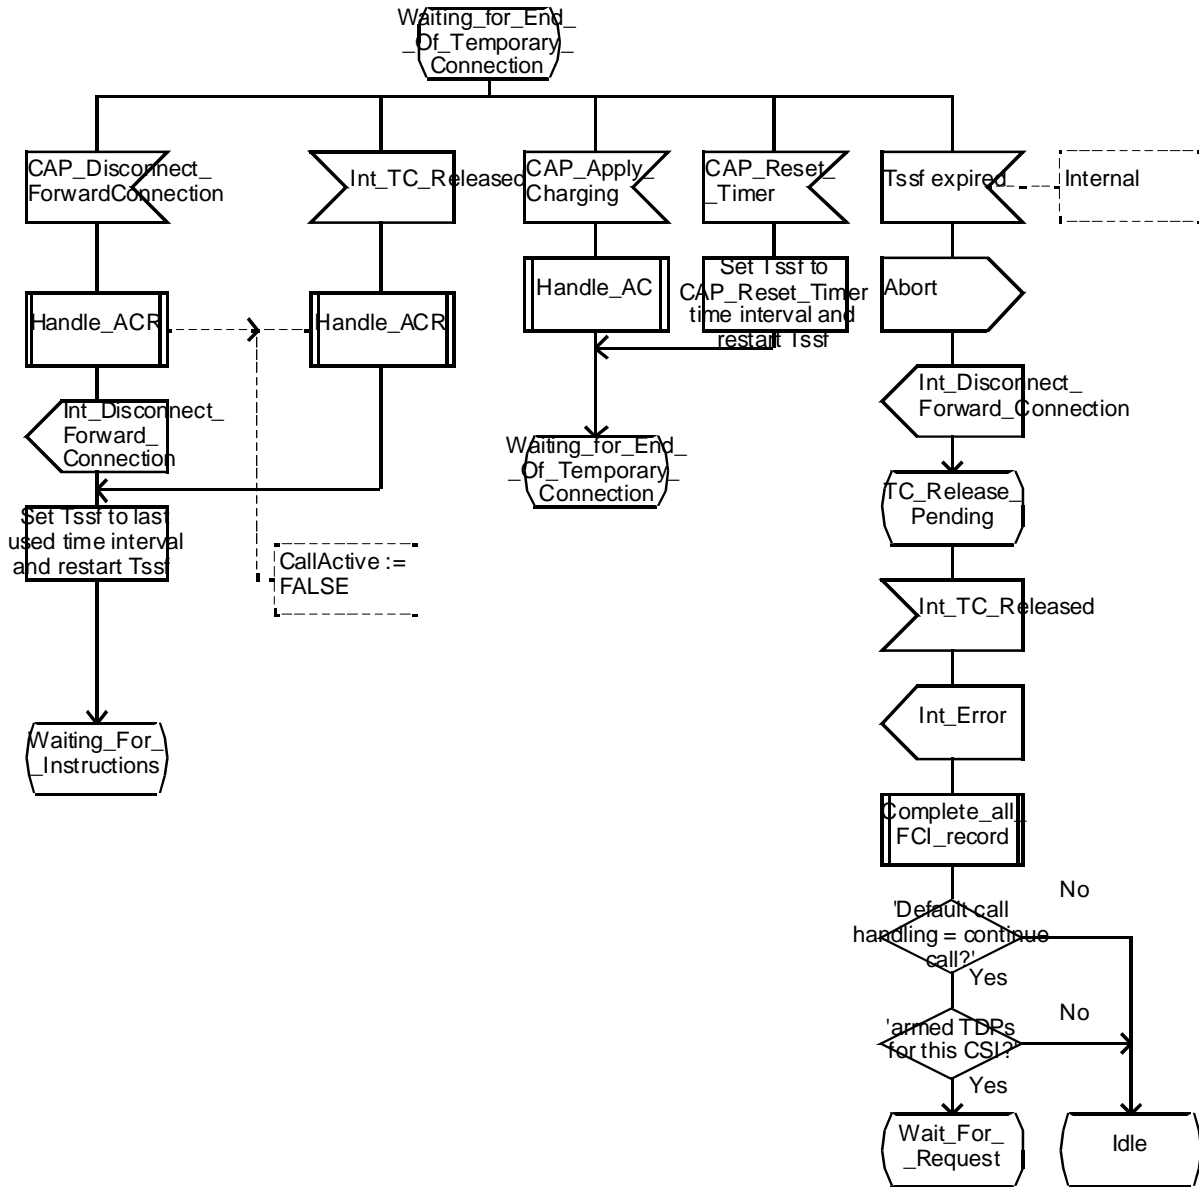 Waiting_for_End_
_Of_Temporary_
Connection
CAP_Disconnect_
ForwardConnection
Int_TC_Released
CAP_Apply_
Charging
CAP_Reset_
_Timer
Tssf expired
Internal
Handle_ACR
Handle_ACR
Handle_AC
Set Tssf to
CAP_Reset_Timer
time interval and
restart Tssf
Abort
Int_Disconnect_
Forward_
Connection
Int_Disconnect_
Forward_Connection
Waiting_for_End_
_Of_Temporary_
Connection
TC_Release_
Pending
Set Tssf to last
used time interval
and restart Tssf
CallActive :=
FALSE
Int_TC_Released
Waiting_For_
_Instructions
Int_Error
Complete_all_
FCI_record
'Default call
handling = continue
call?'
No
Yes
'armed TDPs
for this CSI?'
No
Yes
Wait_For_
_Request
Idle